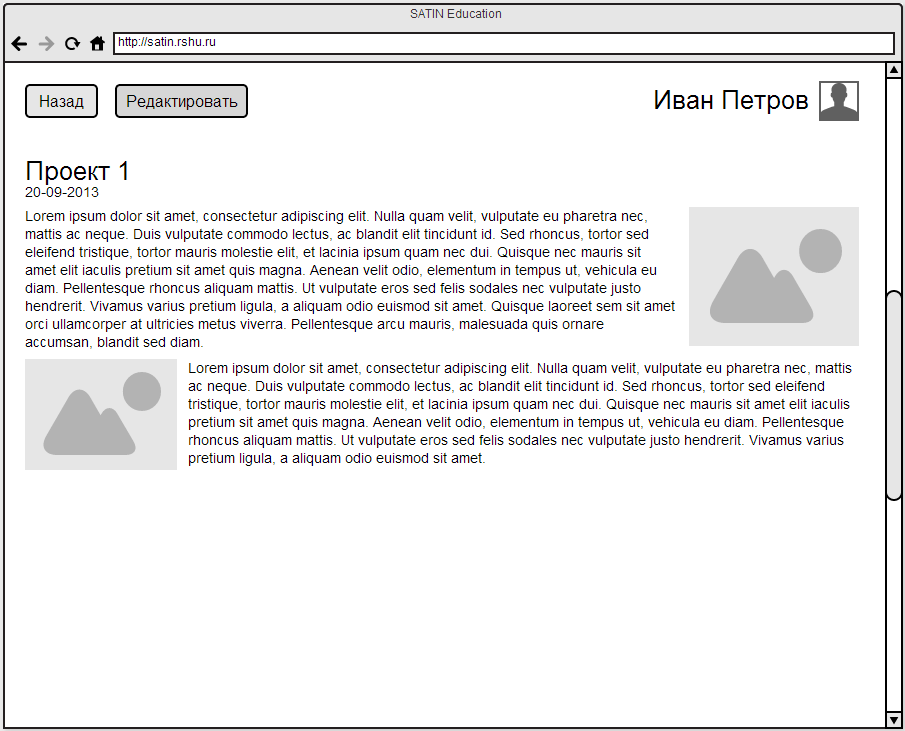 SATIN Education
http://satin.rshu.ru
Назад
Редактировать
Иван Петров
Проект 1
20-09-2013
Lorem ipsum dolor sit amet, consectetur adipiscing elit. Nulla quam velit, vulputate eu pharetra nec,
mattis ac neque. Duis vulputate commodo lectus, ac blandit elit tincidunt id. Sed rhoncus, tortor sed
eleifend tristique, tortor mauris molestie elit, et lacinia ipsum quam nec dui. Quisque nec mauris sit
amet elit iaculis pretium sit amet quis magna. Aenean velit odio, elementum in tempus ut, vehicula eu
diam. Pellentesque rhoncus aliquam mattis. Ut vulputate eros sed felis sodales nec vulputate justo
hendrerit. Vivamus varius pretium ligula, a aliquam odio euismod sit amet. Quisque laoreet sem sit amet
orci ullamcorper at ultricies metus viverra. Pellentesque arcu mauris, malesuada quis ornare
accumsan, blandit sed diam.
Lorem ipsum dolor sit amet, consectetur adipiscing elit. Nulla quam velit, vulputate eu pharetra nec, mattis
ac neque. Duis vulputate commodo lectus, ac blandit elit tincidunt id. Sed rhoncus, tortor sed eleifend
tristique, tortor mauris molestie elit, et lacinia ipsum quam nec dui. Quisque nec mauris sit amet elit iaculis
pretium sit amet quis magna. Aenean velit odio, elementum in tempus ut, vehicula eu diam. Pellentesque
rhoncus aliquam mattis. Ut vulputate eros sed felis sodales nec vulputate justo hendrerit. Vivamus varius
pretium ligula, a aliquam odio euismod sit amet.